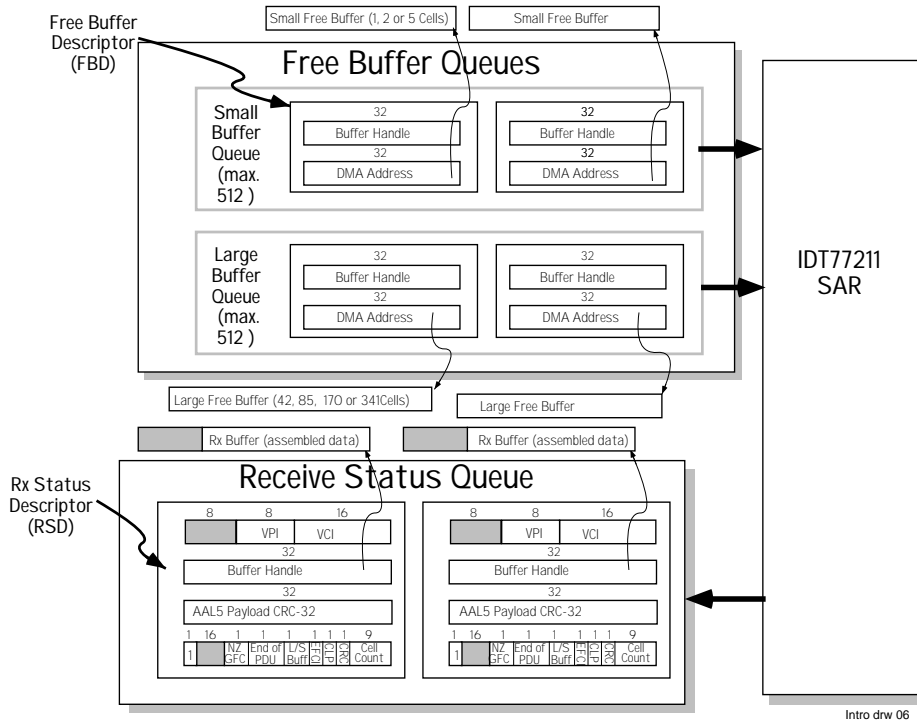 Small Free Buffer (1, 2 or 5 Cells)
Small Free Buffer
Free Buffer
Descriptor
(FBD)
Free Buffer Queues
Small
Buffer
Queue
(max.
512 )
32
Buffer Handle
32
DMA Address
32
Buffer Handle
32
DMA Address
Large
Buffer
Queue
(max.
512 )
32
Buffer Handle
32
DMA Address
32
Buffer Handle
32
DMA Address
IDT77211
SAR
Large Free Buffer (42, 85, 170 or 341Cells)
Large Free Buffer
Rx Buffer (assembled data)
Rx Buffer (assembled data)
Receive Status Queue
Rx Status
Descriptor
(RSD)
8 8 16
VPI VCI
32
Buffer Handle
32
AAL5 Payload CRC-32
1 16 1 1 1 1 1 1 9
1 NZ GFC End of PDU L/S Buff EFCI CLP CRC Cell Count
8 8 16
VPI VCI
32
Buffer Handle
32
AAL5 Payload CRC-32
1 16 1 1 1 1 1 1 9
1 NZ GFC End of PDU L/S Buff EFCI CLP CRC Cell Count
Intro drw 06